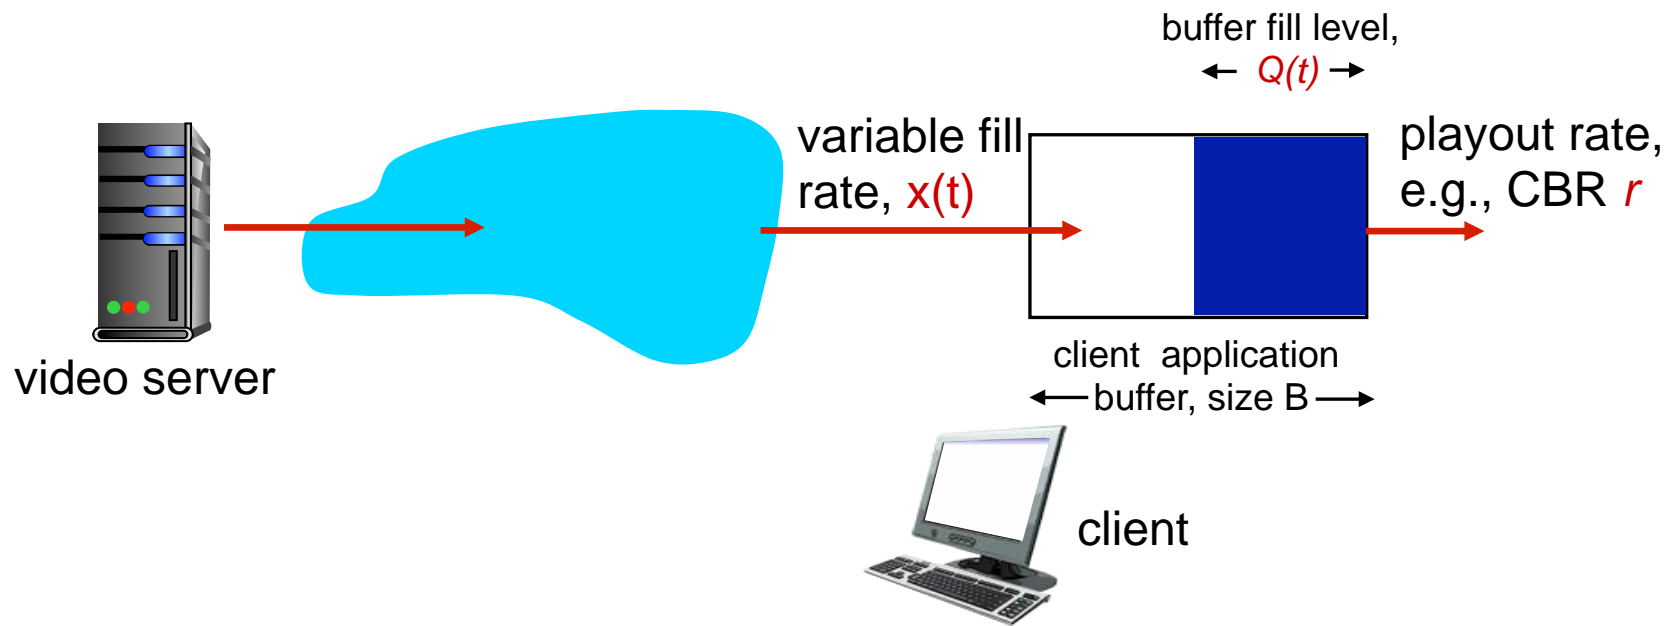 buffer fill level,
Q(t)
variable fill
rate, x(t)
playout rate,
e.g., CBR r
video server
client application
buffer, size B
client